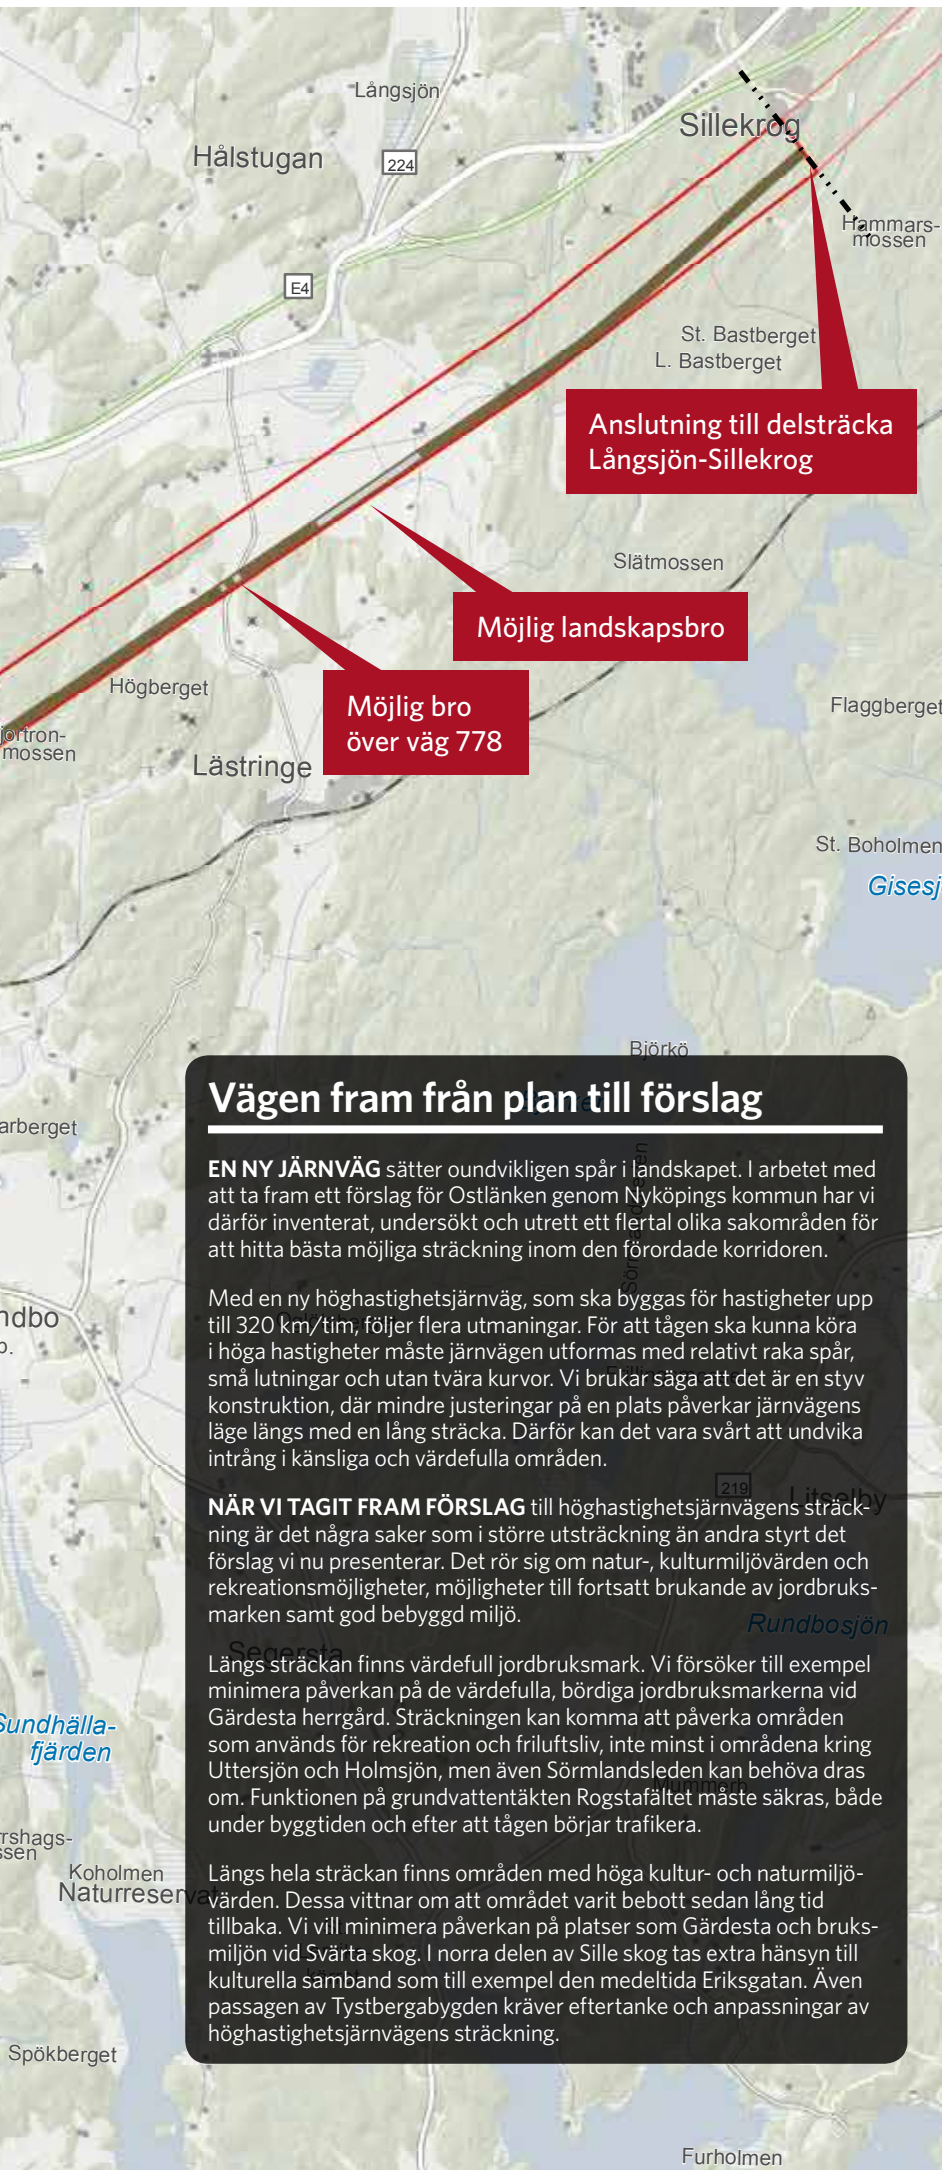 Långsjön
Sillekrog
Hålstugan
224
Hammars-
mossen
E4
St. Bastberget
L. Bastberget
Anslutning till delsträcka
Långsjön-Sillekrog
Slätmossen
Möjlig landskapsbro
Högberget
Möjlig bro
över väg 778
Flaggberget
jortron-
mossen
Lästringe
St. Boholmen
Gisesj
Björkö
arberget
ndbo
Vägen fram från plan till förslag
EN NY JÄRNVÄG sätter oundvikligen spår i landskapet. I arbetet med
att ta fram ett förslag för Ostlänken genom Nyköpings kommun har vi
därför inventerat, undersökt och utrett ett flertal olika sakområden för
att hitta bästa möjliga sträckning inom den förordade korridoren.
Med en ny höghastighetsjärnväg, som ska byggas för hastigheter upp
till 320 km/tim, följer flera utmaningar. För att tågen ska kunna köra
i höga hastigheter måste järnvägen utformas med relativt raka spår,
små lutningar och utan tvära kurvor. Vi brukar säga att det är en styv
konstruktion, där mindre justeringar på en plats påverkar järnvägens
läge längs med en lång sträcka. Därför kan det vara svårt att undvika
intrång i känsliga och värdefulla områden.
219
Litselby
NÄR VI TAGIT FRAM FÖRSLAG till höghastighetsjärnvägens sträck-
ning är det några saker som i större utsträckning än andra styrt det
förslag vi nu presenterar. Det rör sig om natur-, kulturmiljövärden och
rekreationsmöjligheter, möjligheter till fortsatt brukande av jordbruks-
marken samt god bebyggd miljö.
Rundbosjön
Segersta
Längs sträckan finns värdefull jordbruksmark. Vi försöker till exempel
minimera påverkan på de värdefulla, bördiga jordbruksmarkerna vid
Gärdesta herrgård. Sträckningen kan komma att påverka områden
som används för rekreation och friluftsliv, inte minst i områdena kring
Uttersjön och Holmsjön, men även Sörmlandsleden kan behöva dras
om. Funktionen på grundvattentäkten Rogstafältet måste säkras, både
under byggtiden och efter att tågen börjar trafikera.
Längs hela sträckan finns områden med höga kultur- och naturmiljö-
värden. Dessa vittnar om att området varit bebott sedan lång tid
tillbaka. Vi vill minimera påverkan på platser som Gärdesta och bruks-
miljön vid Svärta skog. I norra delen av Sille skog tas extra hänsyn till
kulturella samband som till exempel den medeltida Eriksgatan. Även
passagen av Tystbergabygden kräver eftertanke och anpassningar av
höghastighetsjärnvägens sträckning.
Sundhälla-
fjärden
rshags-
ssen
Koholmen
Naturreservat
Spökberget
Furholmen